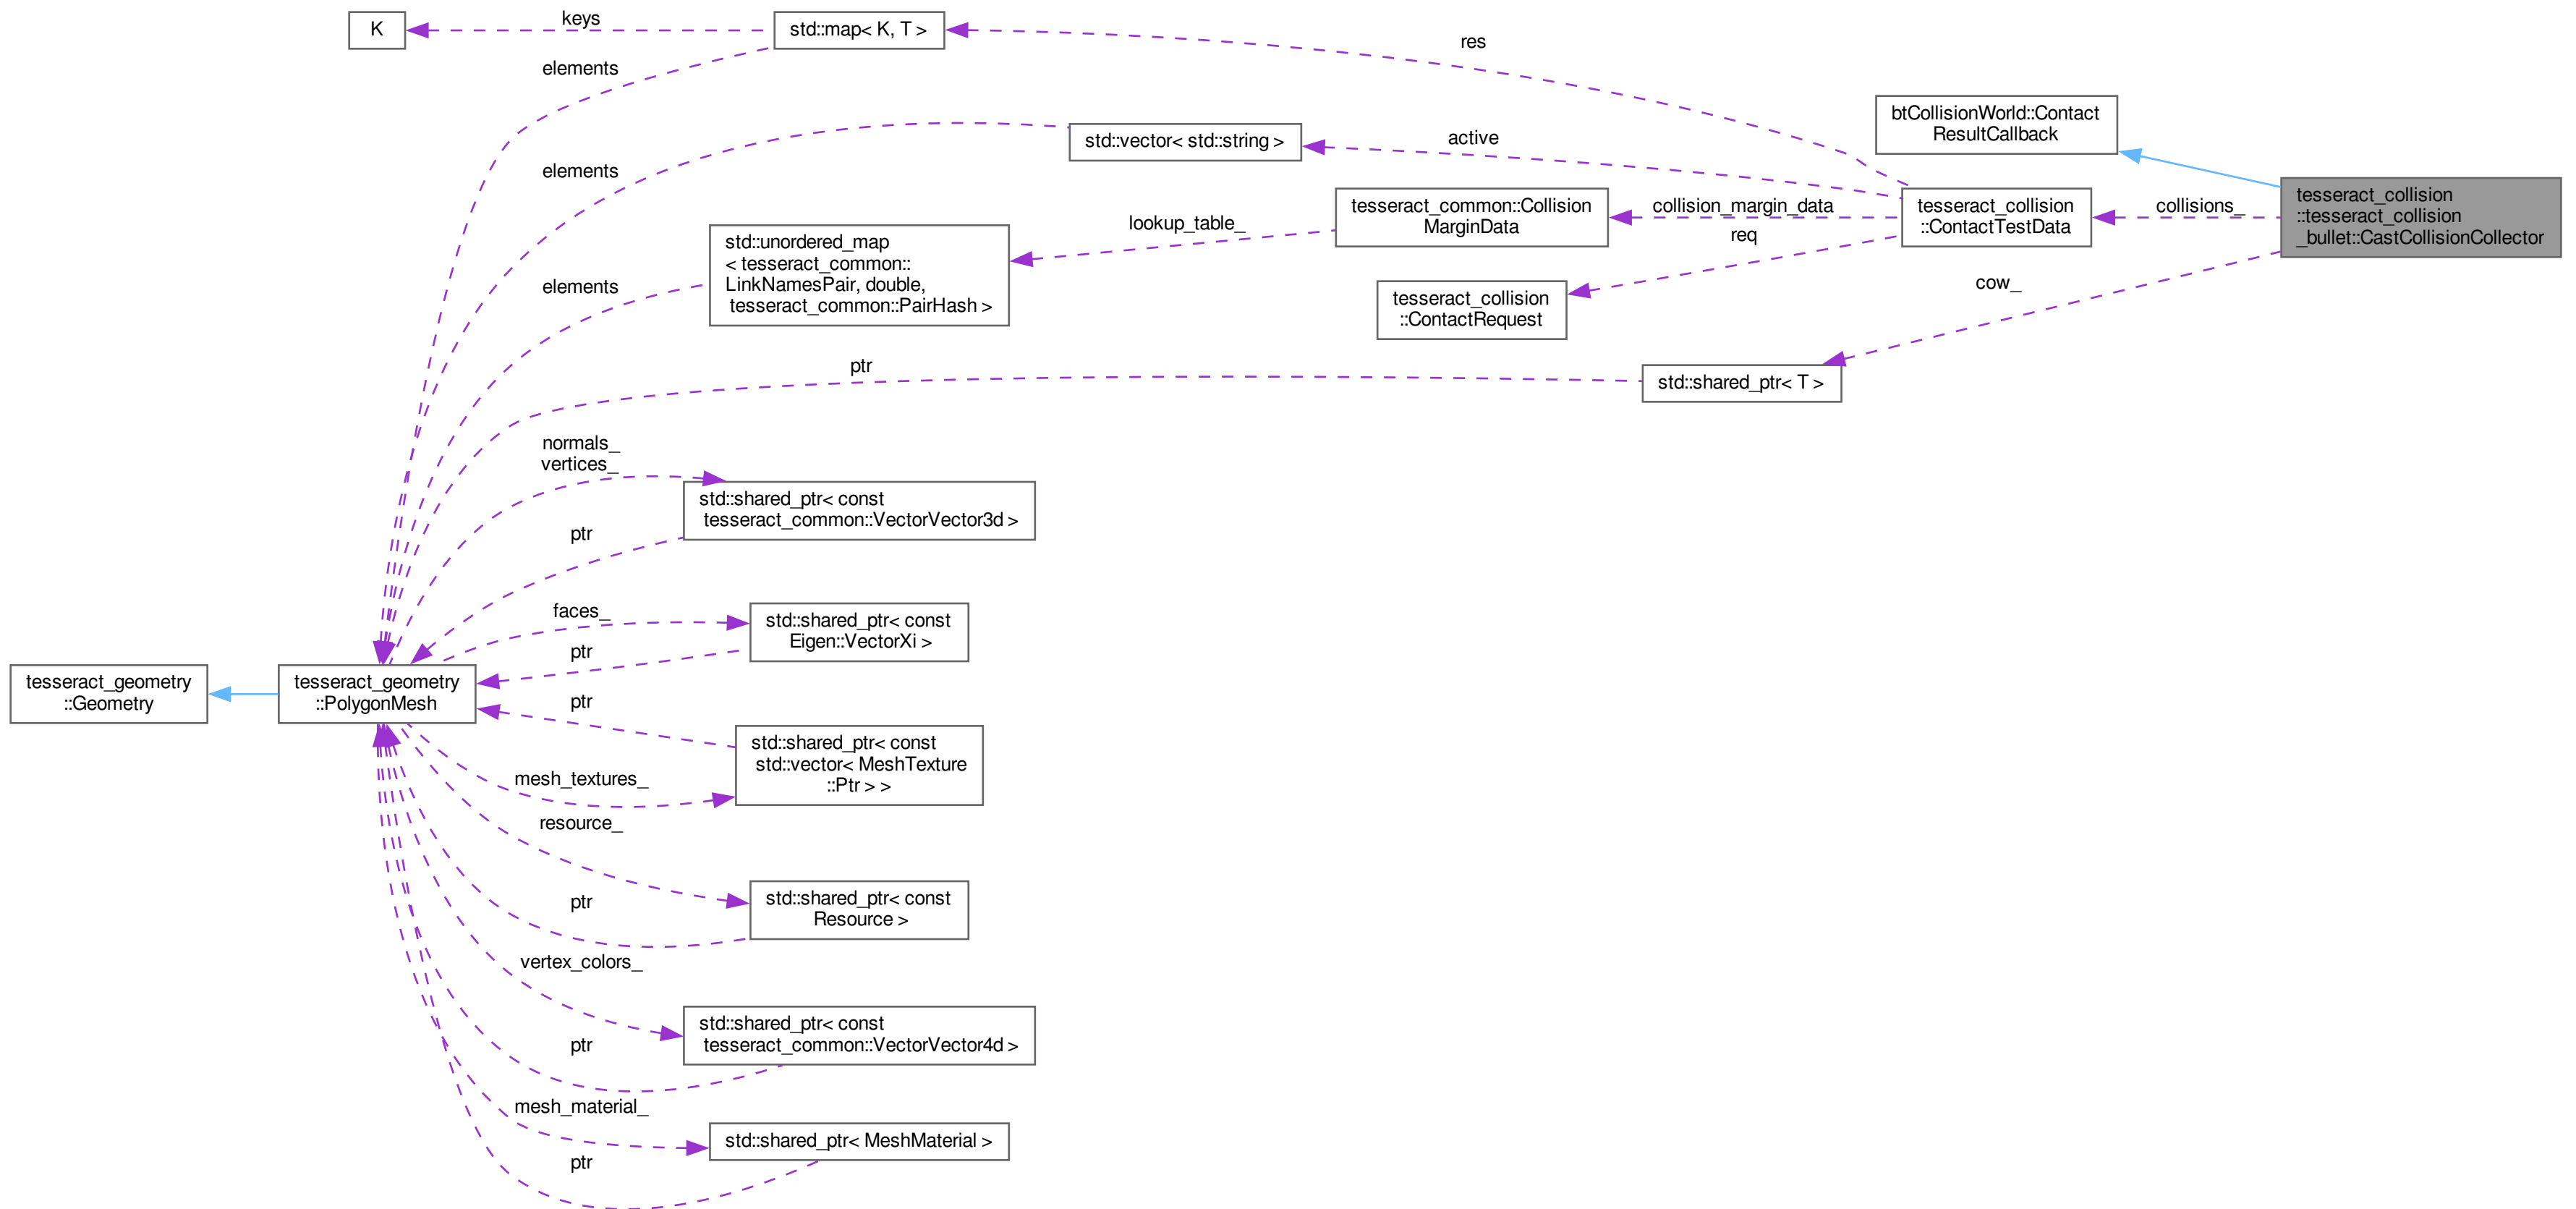 K
keys
std::map< K, T >
res
elements
btCollisionWorld::Contact
ResultCallback
std::vector< std::string >
active
elements
tesseract_collision
::tesseract_collision
_bullet::CastCollisionCollector
collisions_
tesseract_collision
::ContactTestData
collision_margin_data
req
tesseract_common::Collision
MarginData
lookup_table_
std::unordered_map
< tesseract_common::
LinkNamesPair, double,
tesseract_common::PairHash >
elements
tesseract_collision
::ContactRequest
cow_
std::shared_ptr< T >
ptr
normals_
vertices_
std::shared_ptr< const
tesseract_common::VectorVector3d >
ptr
faces_
std::shared_ptr< const
Eigen::VectorXi >
ptr
tesseract_geometry
::Geometry
tesseract_geometry
::PolygonMesh
ptr
std::shared_ptr< const
std::vector< MeshTexture
::Ptr > >
mesh_textures_
resource_
std::shared_ptr< const
Resource >
ptr
vertex_colors_
std::shared_ptr< const
tesseract_common::VectorVector4d >
ptr
mesh_material_
std::shared_ptr< MeshMaterial >
ptr